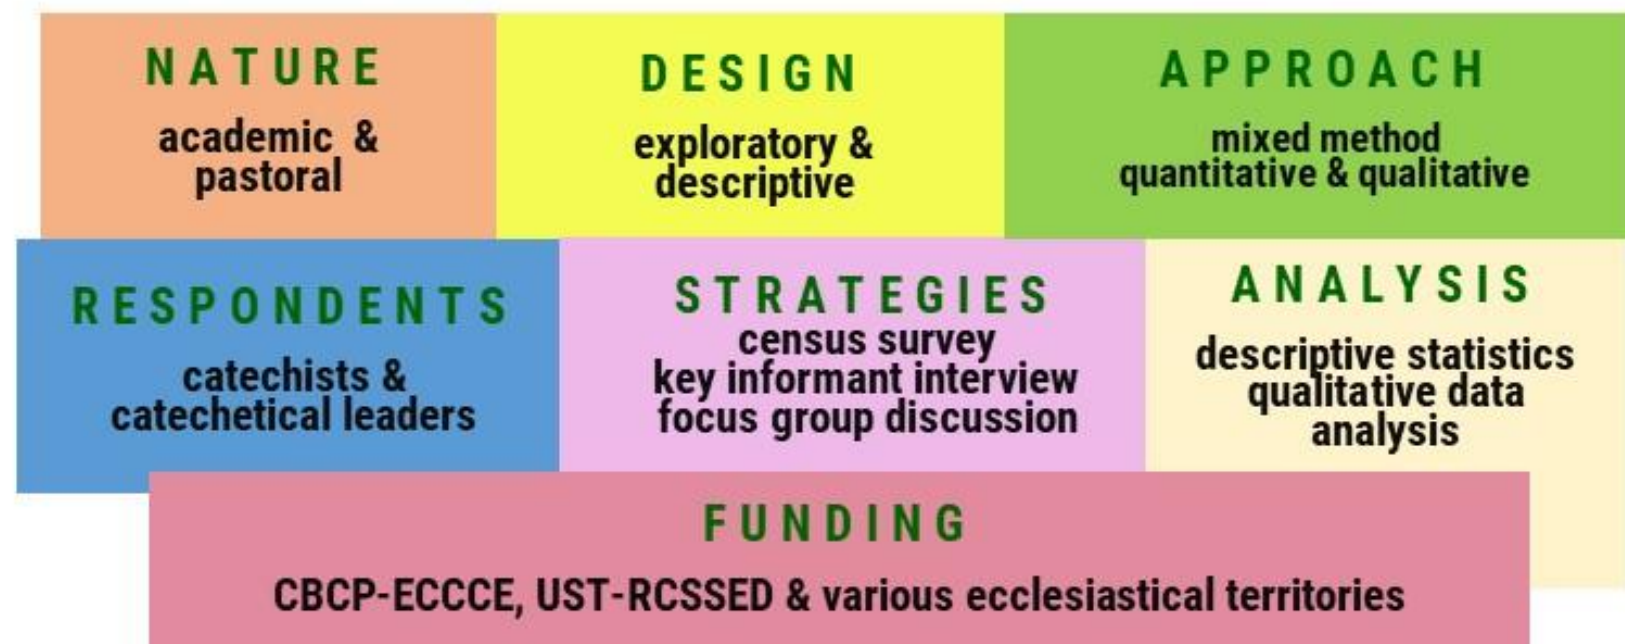 NATURE
academic &
pastoral
DESIGN
exploratory &
descriptive
APPROACH
mixed method
quantitative & qualitative
RESPONDENTS
catechists &
catechetical leaders
STRATEGIES
census survey
key informant interview
focus group discussion
ANALYSIS
descriptive statistics
qualitative data
analysis
FUNDING
CBCP-ECCCE, UST-RCSSED & various ecclesiastical territories